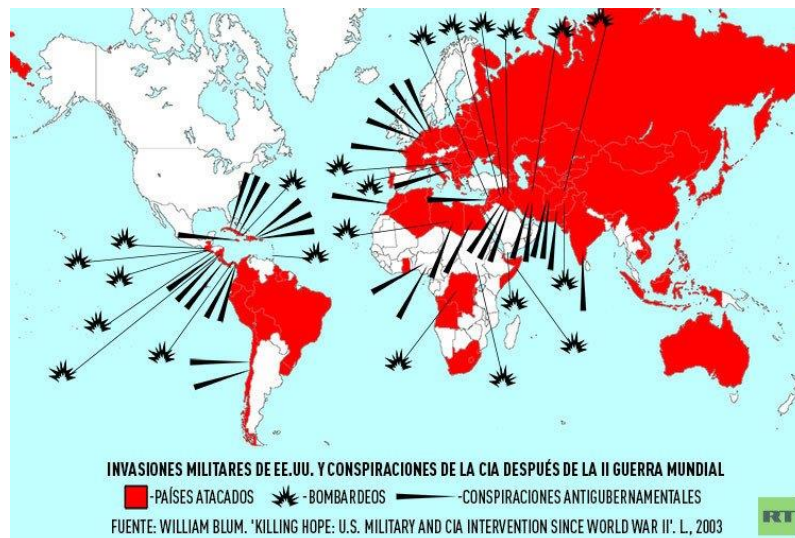 INVASIONES MILITARES DE EE.UU. Y CONSPIRACIONES DE LA CIA DESPUÉS DE LA II GUERRA MUNDIAL
-PAÍSES ATACADOS -BOMBARDEOS -CONSPIRACIONES ANTIGUBERNAMENTALES
FUENTE: WILLIAM BLUM. 'KILLING HOPE: U.S. MILITARY AND CIA INTERVENTION SINCE WORLD WAR II'. L., 2003
RT